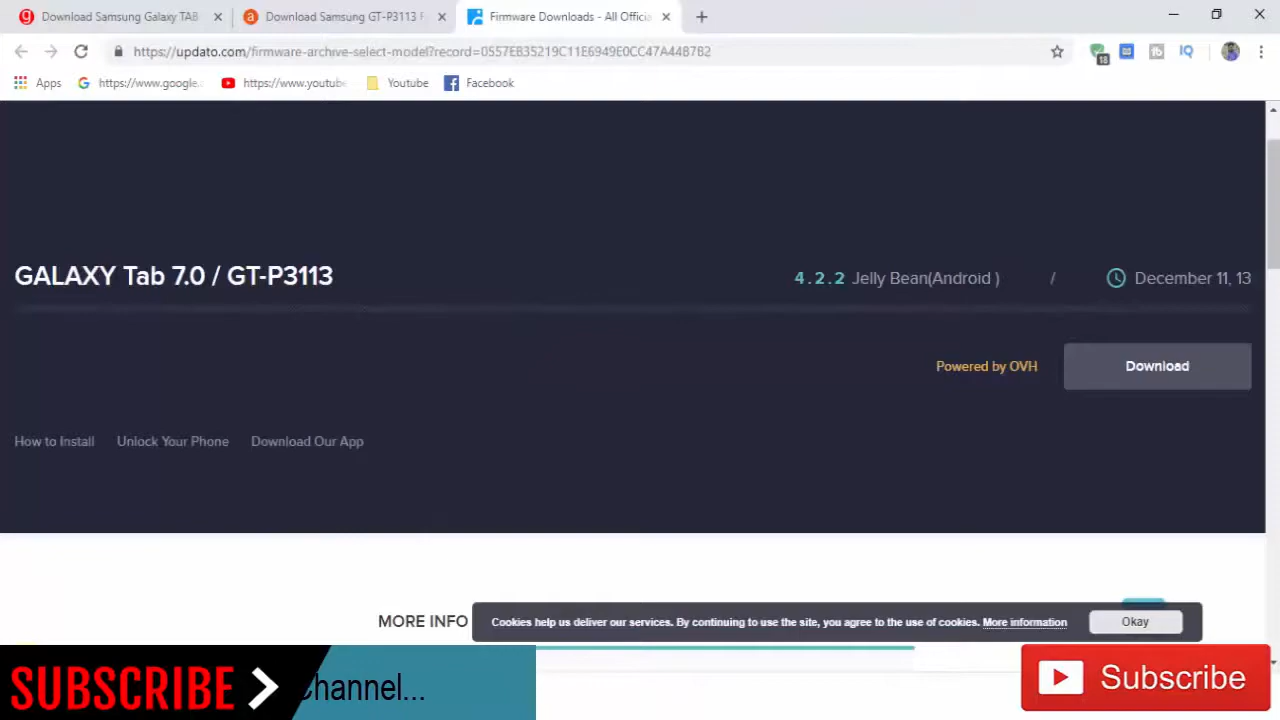 Download Samsung Galaxy TAB
Download Samsung GT-P3113 F
Firmware Downloads - All Officia
https://updato.com/firmware-archive-select-model?record=0557EB35219C11E6949E0CC47A44B7B2
18
Apps
https://www.google.
https://www.youtube
Youtube
Facebook
GALAXY Tab 7.0 / GT-P3113
4.2.2 Jelly Bean(Android ) / December 11, 13
Powered by OVH
Download
How to Install Unlock Your Phone Download Our App
MORE INFO
Cookies help us deliver our services. By continuing to use the site, you agree to the use of cookies. More information
Okay
SUBSCRIBE
Channel...
Subscribe